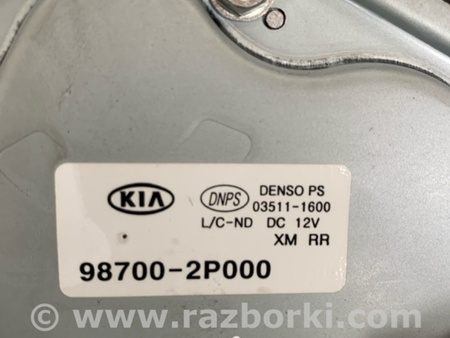 KIA
DNPS
DENSO PS
03511-1600
L/C-ND DC 12V
XM RR
98700-2P000
© www.razborki.com